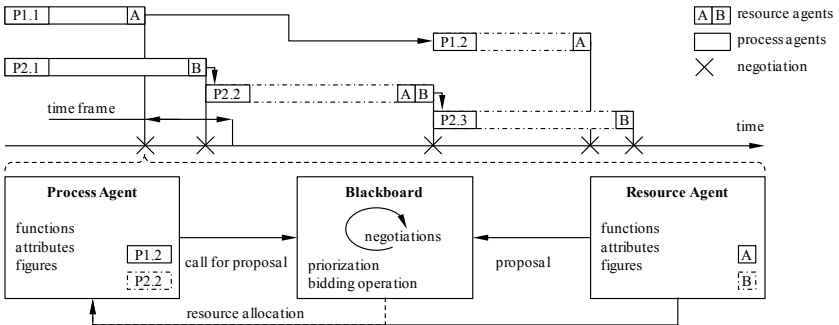 P1.1 A
A B resource agents
P1.2 A
process agents
P2.1 B
negotiation
P2.2 A B
time frame
P2.3 B
time
Process Agent
functions
attributes
figures
P1.2
P2.2
call for proposal
Blackboard
negotiations
priorization
bidding operation
proposal
Resource Agent
functions
attributes
figures
A
B
resource allocation